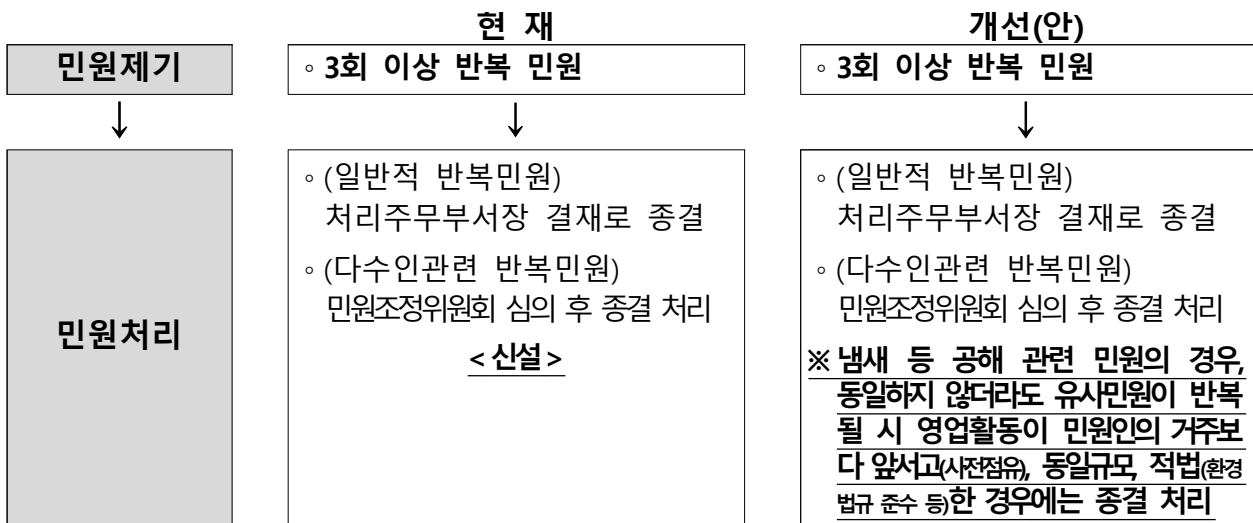 현 재
개선(안)
민원제기
◦ 3회 이상 반복 민원
◦ 3회 이상 반복 민원
↓
↓
↓
민원처리
◦ (일반적 반복민원)
처리주무부서장 결재로 종결
◦ (다수인관련 반복민원)
민원조정위원회 심의 후 종결 처리
< 신설 >
◦ (일반적 반복민원)
처리주무부서장 결재로 종결
◦ (다수인관련 반복민원)
민원조정위원회 심의 후 종결 처리
※ 냄새 등 공해 관련 민원의 경우,
동일하지 않더라도 유사민원이 반복
될 시 영업활동이 민원인의 거주보
다 앞서고(사전점유), 동일규모, 적법(환경
법규 준수 등)한 경우에는 종결 처리